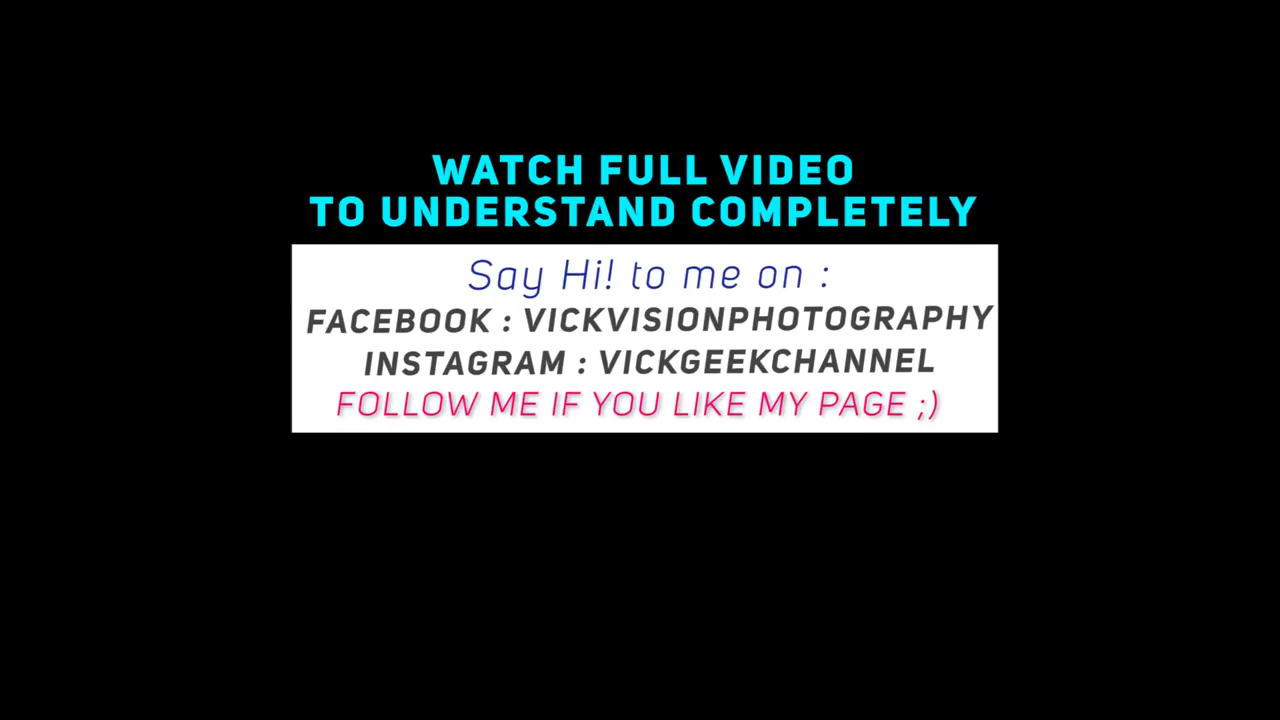 WATCH FULL VIDEO
TO UNDERSTAND COMPLETELY
Say Hi! to me on :
FACEBOOK : VICKVISIONPHOTOGRAPHY
INSTAGRAM : VICKGEEKCHANNEL
FOLLOW ME IF YOU LIKE MY PAGE ;)